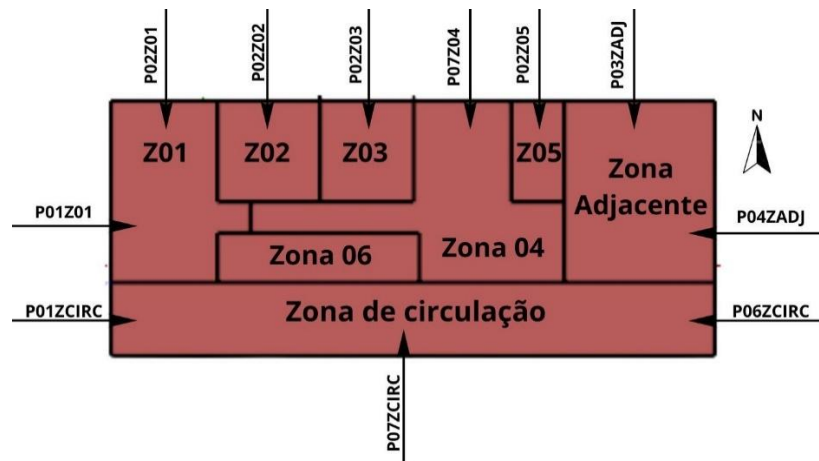 P02Z01
P02Z02
P02Z03
P07Z04
P02Z05
P03ZADJ
N
Z01
Z02
Z03
Z05
Zona
Adjacente
P01Z01
P04ZADJ
Zona 06
Zona 04
P01ZCIRC
Zona de circulação
P06ZCIRC
P07ZCIRC